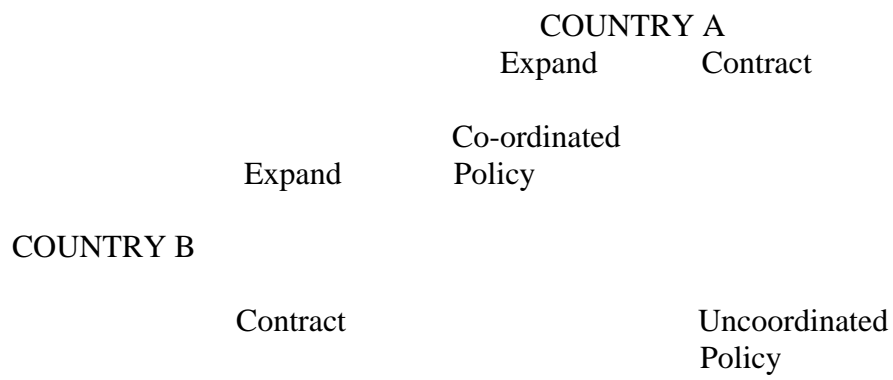 COUNTRY A
Expand Contract
Co-ordinated
Expand Policy
COUNTRY B
Contract Uncoordinated
Policy